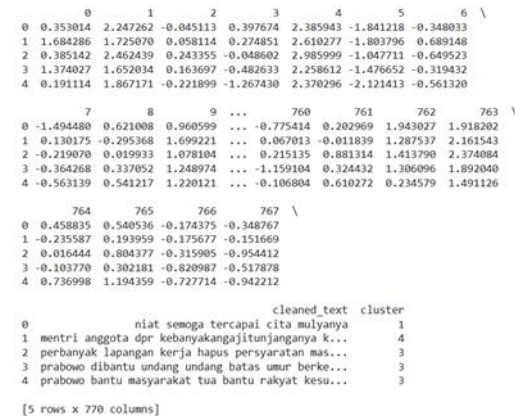 0 1 2 3 4 5 6 \
0 0.353014 2.247262 -0.045113 0.397674 2.385943 -1.841218 -0.348033
1 1.684286 1.725070 0.058114 0.274851 2.610277 -1.803796 0.689148
2 0.385142 2.462439 0.243355 -0.048602 2.985999 -1.047711 -0.649523
3 1.374027 1.652034 0.163697 -0.482633 2.258612 -1.476652 -0.319432
4 0.191114 1.867171 -0.221899 -1.267430 2.370296 -2.121413 -0.561320
7 8 9 ... 760 761 762 763 \
0 -1.494480 0.621008 0.960599 ... -0.775414 0.202969 1.943027 1.918202
1 0.130175 -0.295368 1.699221 ... 0.067013 -0.011839 1.287537 2.161543
2 -0.219070 0.019933 1.078104 ... 0.215135 0.881314 1.413790 2.374084
3 -0.364268 0.337052 1.248974 ... -1.159104 0.324432 1.306096 1.892040
4 -0.563139 0.541217 1.220121 ... -0.106804 0.610272 0.234579 1.491126
764 765 766 767 \
0 0.458835 0.540536 -0.174375 -0.348767
1 -0.235587 0.193959 -0.175677 -0.151669
2 0.016444 0.804377 -0.315905 -0.954412
3 -0.103770 0.302181 -0.820987 -0.517878
4 0.736998 1.194359 -0.727714 -0.942212
cleaned_text cluster
0 niat semoga tercapai cita mulyanya 1
1 mentri anggota dpr kebanyakangajitunjanganya k... 4
2 perbanyak lapangan kerja hapus persyaratan mas... 3
3 prabowo dibantu undang undang batas umur berke... 3
4 prabowo bantu masyarakat tua bantu rakyat kesu... 3
[5 rows x 770 columns]